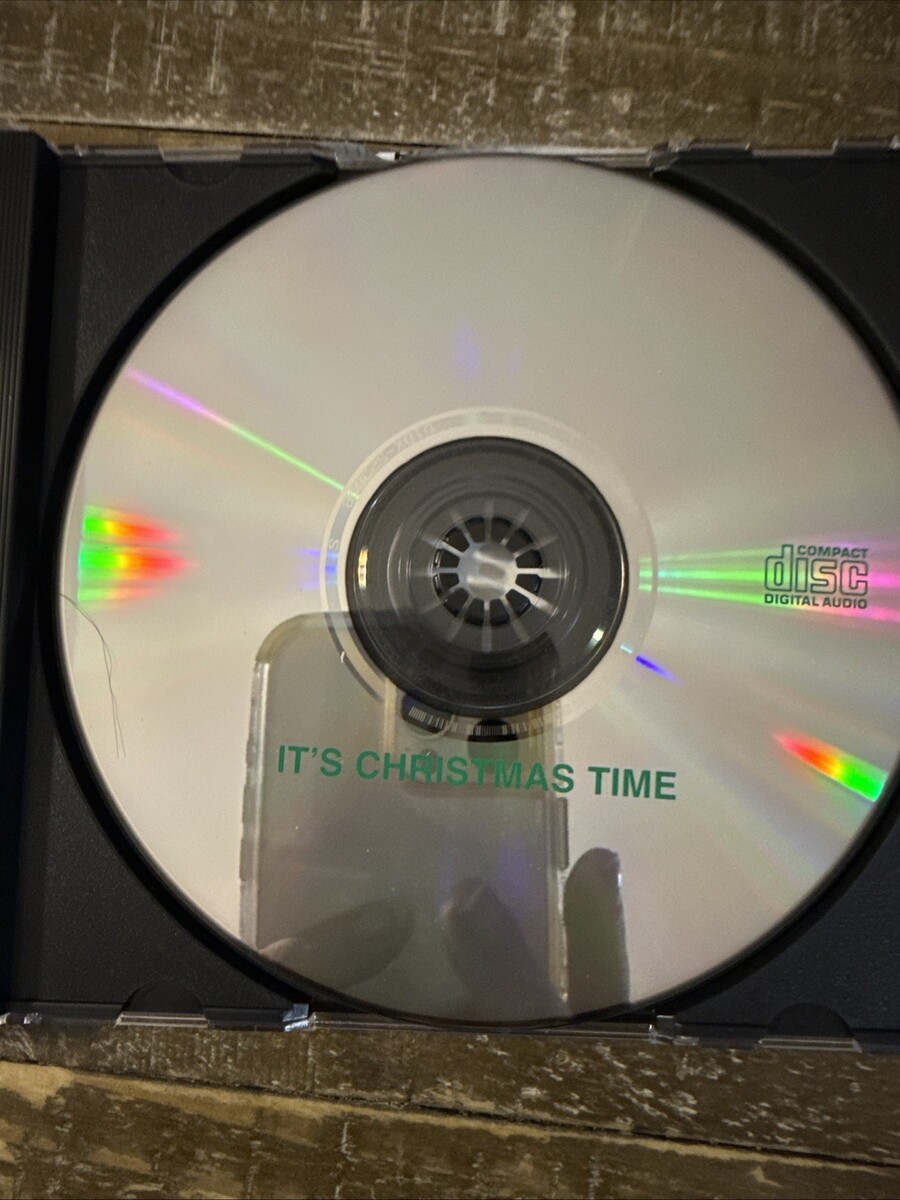 COMPACT
disc
DIGITAL AUDIO
IT'S CHRISTMAS TIME